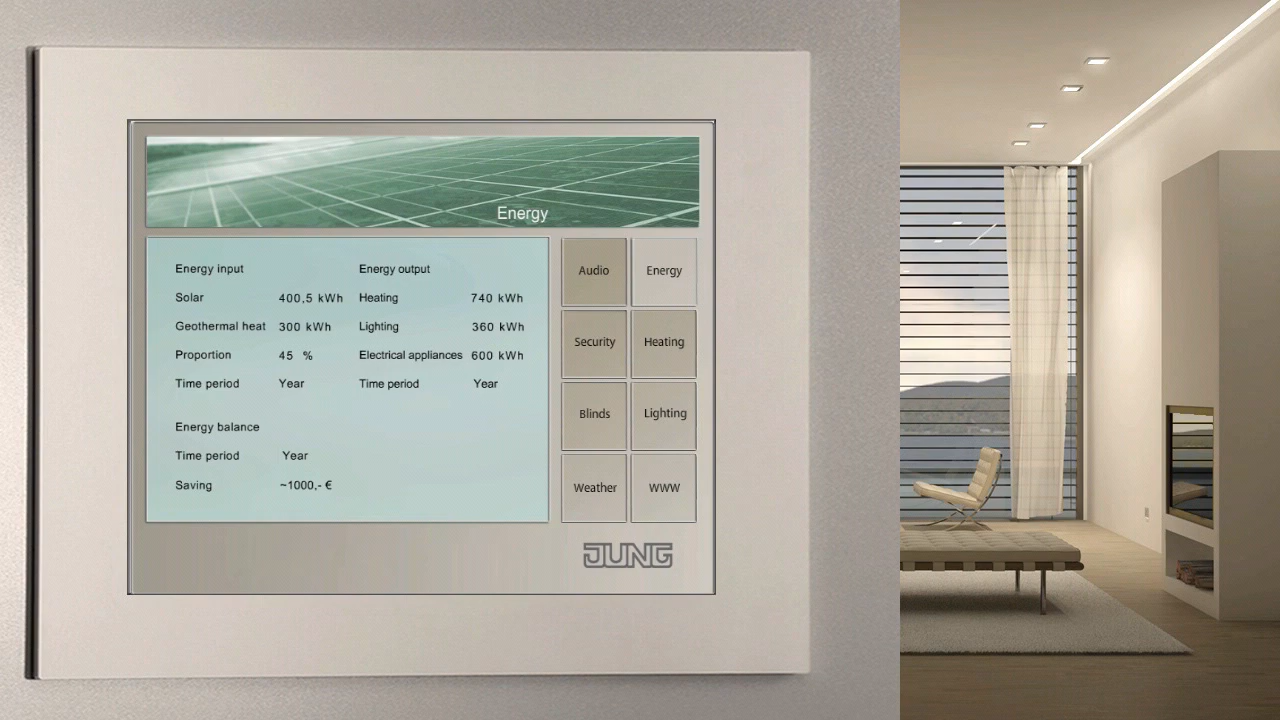 Energy
Energy input
Solar 400,5 kWh
Geothermal heat 300 kWh
Proportion 45 %
Time period Year
Energy output
Heating 740 kWh
Lighting 360 kWh
Electrical appliances 600 kWh
Time period Year
Energy balance
Time period Year
Saving ~1000,- €
Audio
Energy
Security
Heating
Blinds
Lighting
Weather
WWW
JUNG